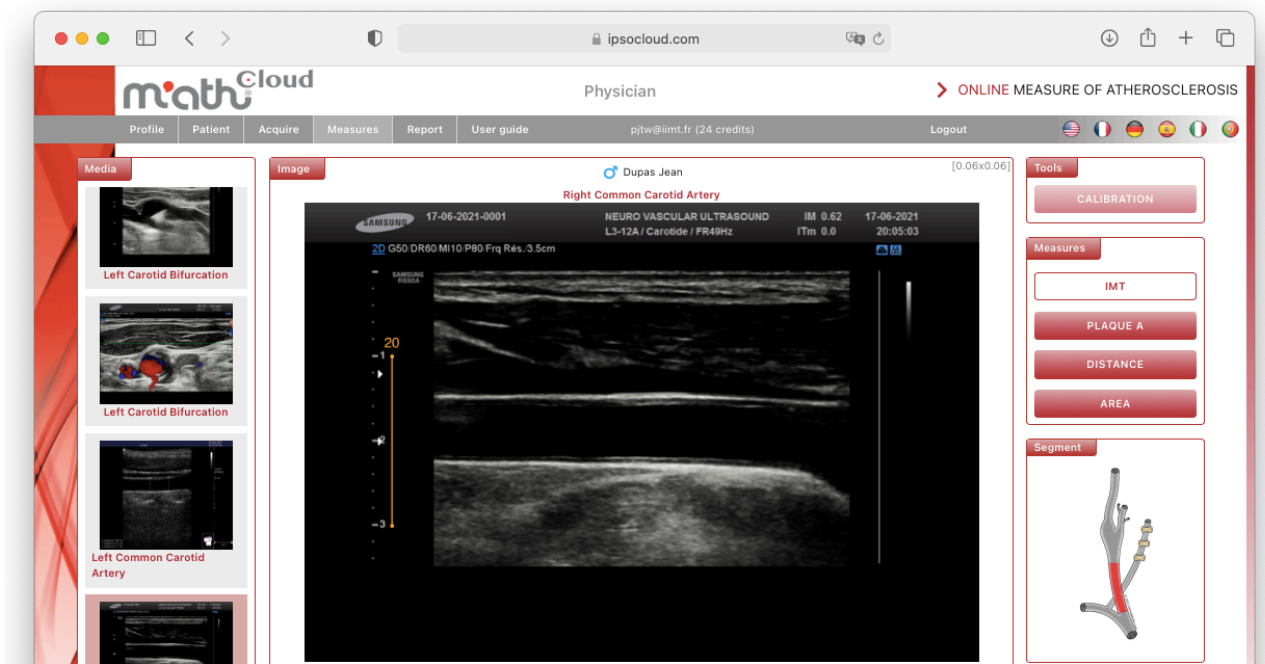 ipsocloud.com
m'ath Cloud
Physician
ONLINE MEASURE OF ATHEROSCLEROSIS
Profile Patient Acquire Measures Report User guide pjtw@iimt.fr (24 credits) Logout
Media
Left Carotid Bifurcation
Left Carotid Bifurcation
Left Common Carotid
Artery
Image
Dupas Jean
[0.06x0.06]
Right Common Carotid Artery
SAMSUNG 17-06-2021-0001 NEURO VASCULAR ULTRASOUND IM 0.62 17-06-2021
L3-12A / Carotide / FR49Hz ITm 0.0 20:05:03
2D G50/DR60/MI10/P80/Frq Rés./3.5cm
SAMSUNG
RS80A
20
1
2
3
Tools
CALIBRATION
Measures
IMT
PLAQUE A
DISTANCE
AREA
Segment